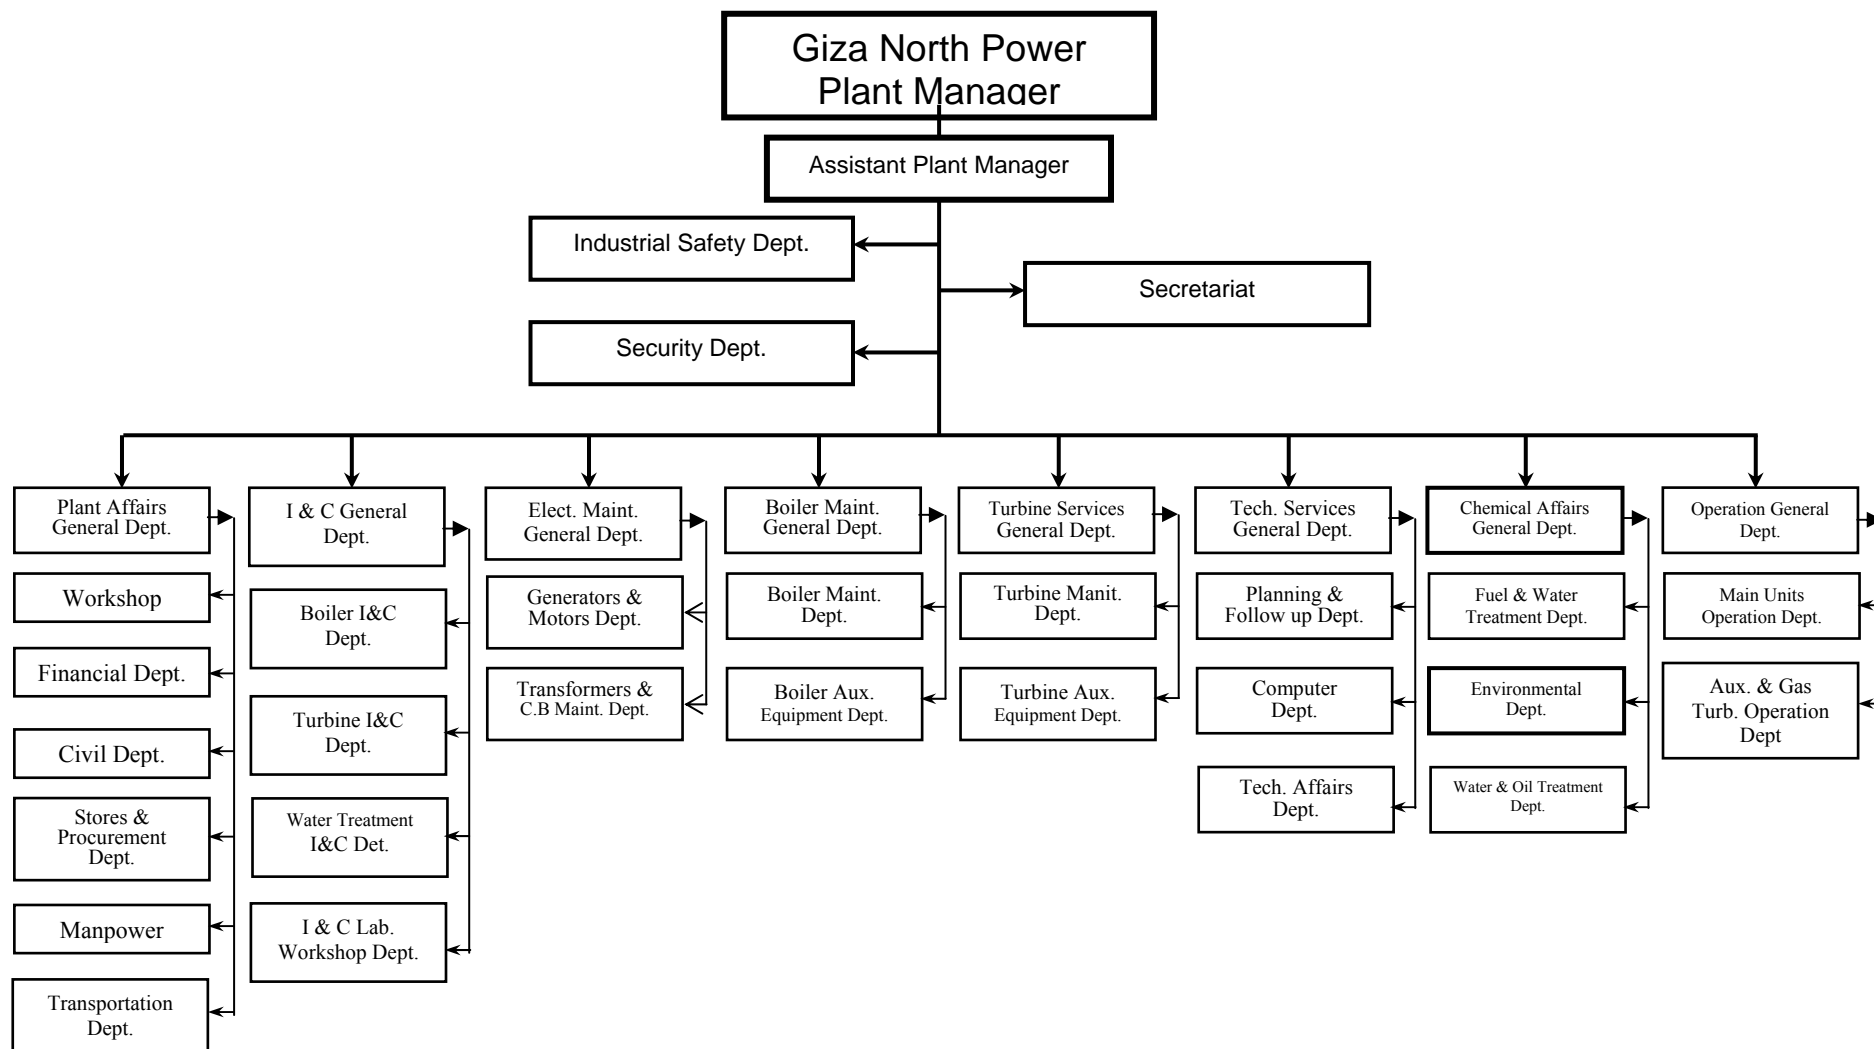 Giza North Power
Plant Manager
Assistant Plant Manager
Industrial Safety Dept.
Secretariat
Security Dept.
Plant Affairs
General Dept.
Workshop
Financial Dept.
Civil Dept.
Stores &
Procurement
Dept.
Manpower
Transportation
Dept.
I & C General
Dept.
Boiler I&C
Dept.
Turbine I&C
Dept.
Water Treatment
I&C Det.
I & C Lab.
Workshop Dept.
Elect. Maint.
General Dept.
Generators &
Motors Dept.
Transformers &
C.B Maint. Dept.
Boiler Maint.
General Dept.
Boiler Maint.
Dept.
Boiler Aux.
Equipment Dept.
Turbine Services
General Dept.
Turbine Manit.
Dept.
Turbine Aux.
Equipment Dept.
Tech. Services
General Dept.
Planning &
Follow up Dept.
Computer
Dept.
Tech. Affairs
Dept.
Chemical Affairs
General Dept.
Fuel & Water
Treatment Dept.
Environmental
Dept.
Water & Oil Treatment
Dept.
Operation General
Dept.
Main Units
Operation Dept.
Aux. & Gas
Turb. Operation
Dept